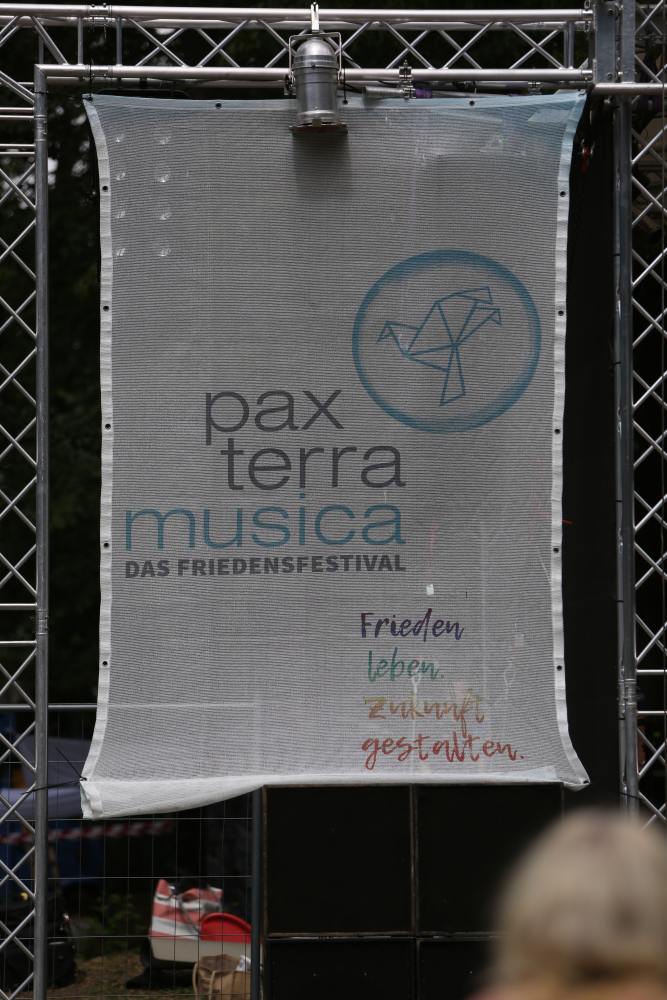 pax
terra
musica
DAS FRIEDENSFESTIVAL
Frieden
leben.
Zukunft
gestalten.